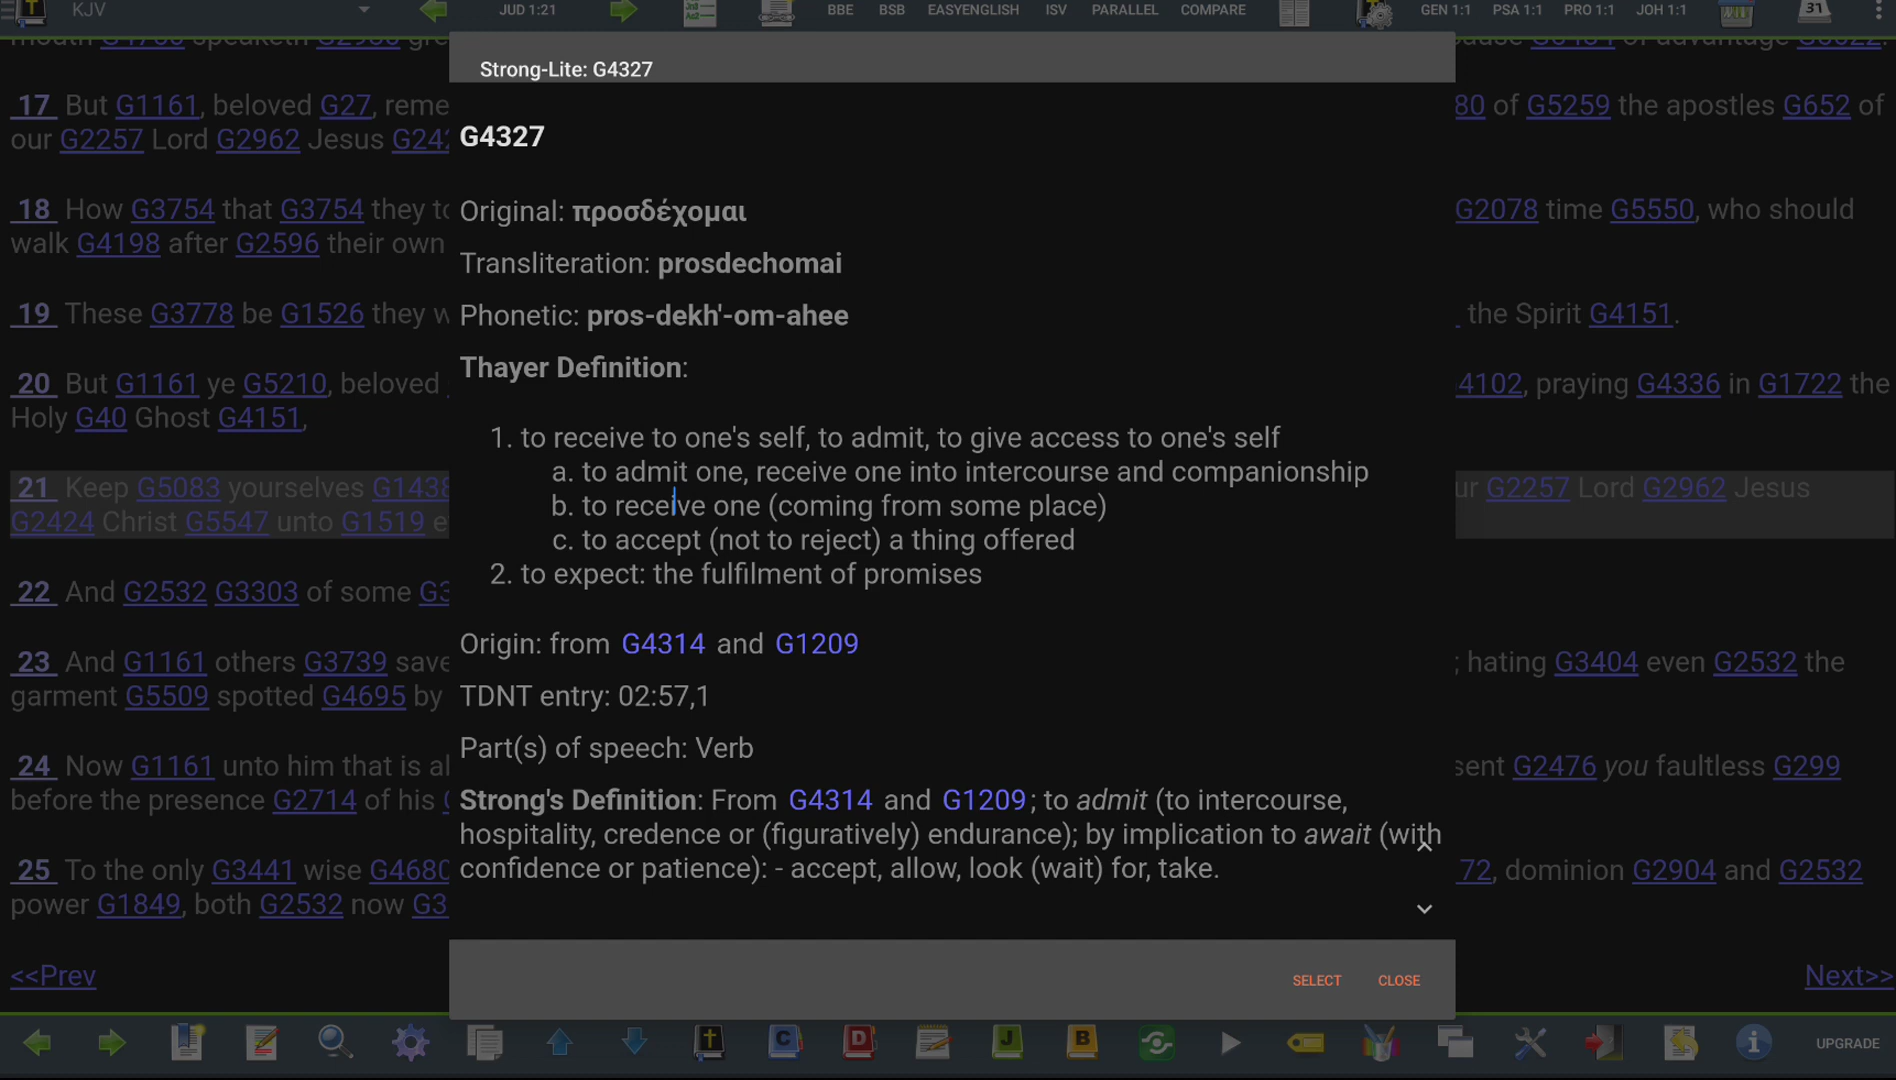 KJV JUD 1:21 BBE BSB EASYENGLISH ISV PARALLEL COMPARE GEN 1:1 PSA 1:1 PRO 1:1 JOH 1:1 31
Strong-Lite: G4327
17 But G1161, beloved G27, reme
80 of G5259 the apostles G652 of
our G2257 Lord G2962 Jesus G242
G4327
18 How G3754 that G3754 they to
G2078 time G5550, who should
walk G4198 after G2596 their own
Original: προσδέχομαι
Transliteration: prosdechomai
19 These G3778 be G1526 they w
the Spirit G4151.
Phonetic: pros-dekh'-om-ahee
Thayer Definition:
20 But G1161 ye G5210, beloved
4102, praying G4336 in G1722 the
Holy G40 Ghost G4151,
1. to receive to one's self, to admit, to give access to one's self
a. to admit one, receive one into intercourse and companionship
b. to receive one (coming from some place)
c. to accept (not to reject) a thing offered
2. to expect: the fulfilment of promises
21 Keep G5083 yourselves G1438
ur G2257 Lord G2962 Jesus
G2424 Christ G5547 unto G1519 e
22 And G2532 G3303 of some G3
Origin: from G4314 and G1209
23 And G1161 others G3739 save
; hating G3404 even G2532 the
garment G5509 spotted G4695 by
TDNT entry: 02:57,1
Part(s) of speech: Verb
24 Now G1161 unto him that is a
sent G2476 you faultless G299
before the presence G2714 of his
Strong's Definition: From G4314 and G1209; to admit (to intercourse,
hospitality, credence or (figuratively) endurance); by implication to await (with
confidence or patience): - accept, allow, look (wait) for, take.
25 To the only G3441 wise G4680
72, dominion G2904 and G2532
power G1849, both G2532 now G3
<<Prev
Next>>
SELECT CLOSE
C D J B UPGRADE